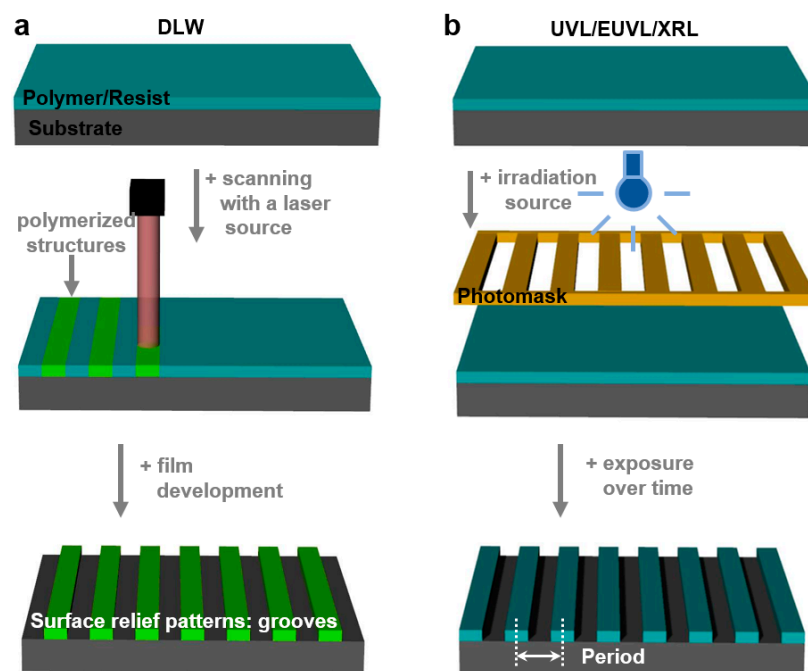 a
DLW
Polymer/Resist
Substrate
+ scanning
with a laser
source
polymerized
structures
+ film
development
Surface relief patterns: grooves
b
UVL/EUVL/XRL
+ irradiation
source
Photomask
+ exposure
over time
Period